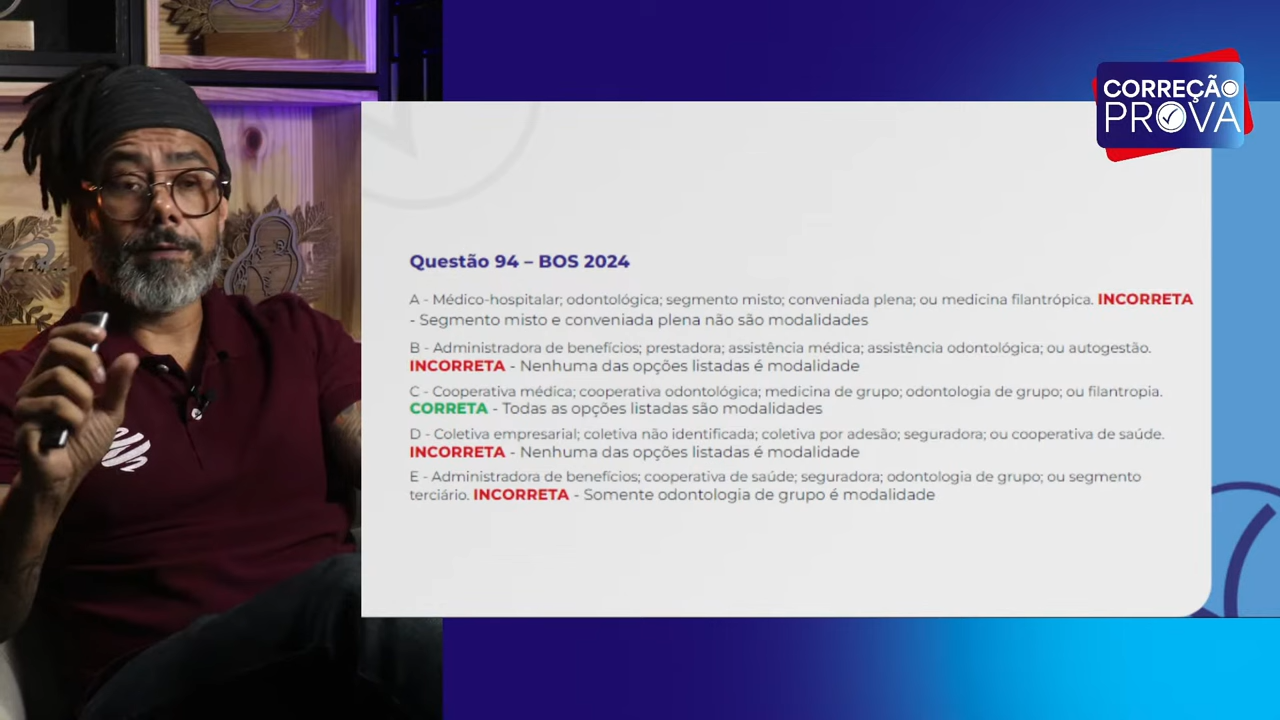 CORREÇÃO
PROVA
Questão 94 – BOS 2024
A - Médico-hospitalar; odontológica; segmento misto; conveniada plena; ou medicina filantrópica. INCORRETA
- Segmento misto e conveniada plena não são modalidades
B - Administradora de benefícios; prestadora; assistência médica; assistência odontológica; ou autogestão.
INCORRETA - Nenhuma das opções listadas é modalidade
C - Cooperativa médica; cooperativa odontológica; medicina de grupo; odontologia de grupo; ou filantropia.
CORRETA - Todas as opções listadas são modalidades
D - Coletiva empresarial; coletiva não identificada; coletiva por adesão; seguradora; ou cooperativa de saúde.
INCORRETA - Nenhuma das opções listadas é modalidade
E - Administradora de benefícios; cooperativa de saúde; seguradora; odontologia de grupo; ou segmento
terciário. INCORRETA - Somente odontologia de grupo é modalidade